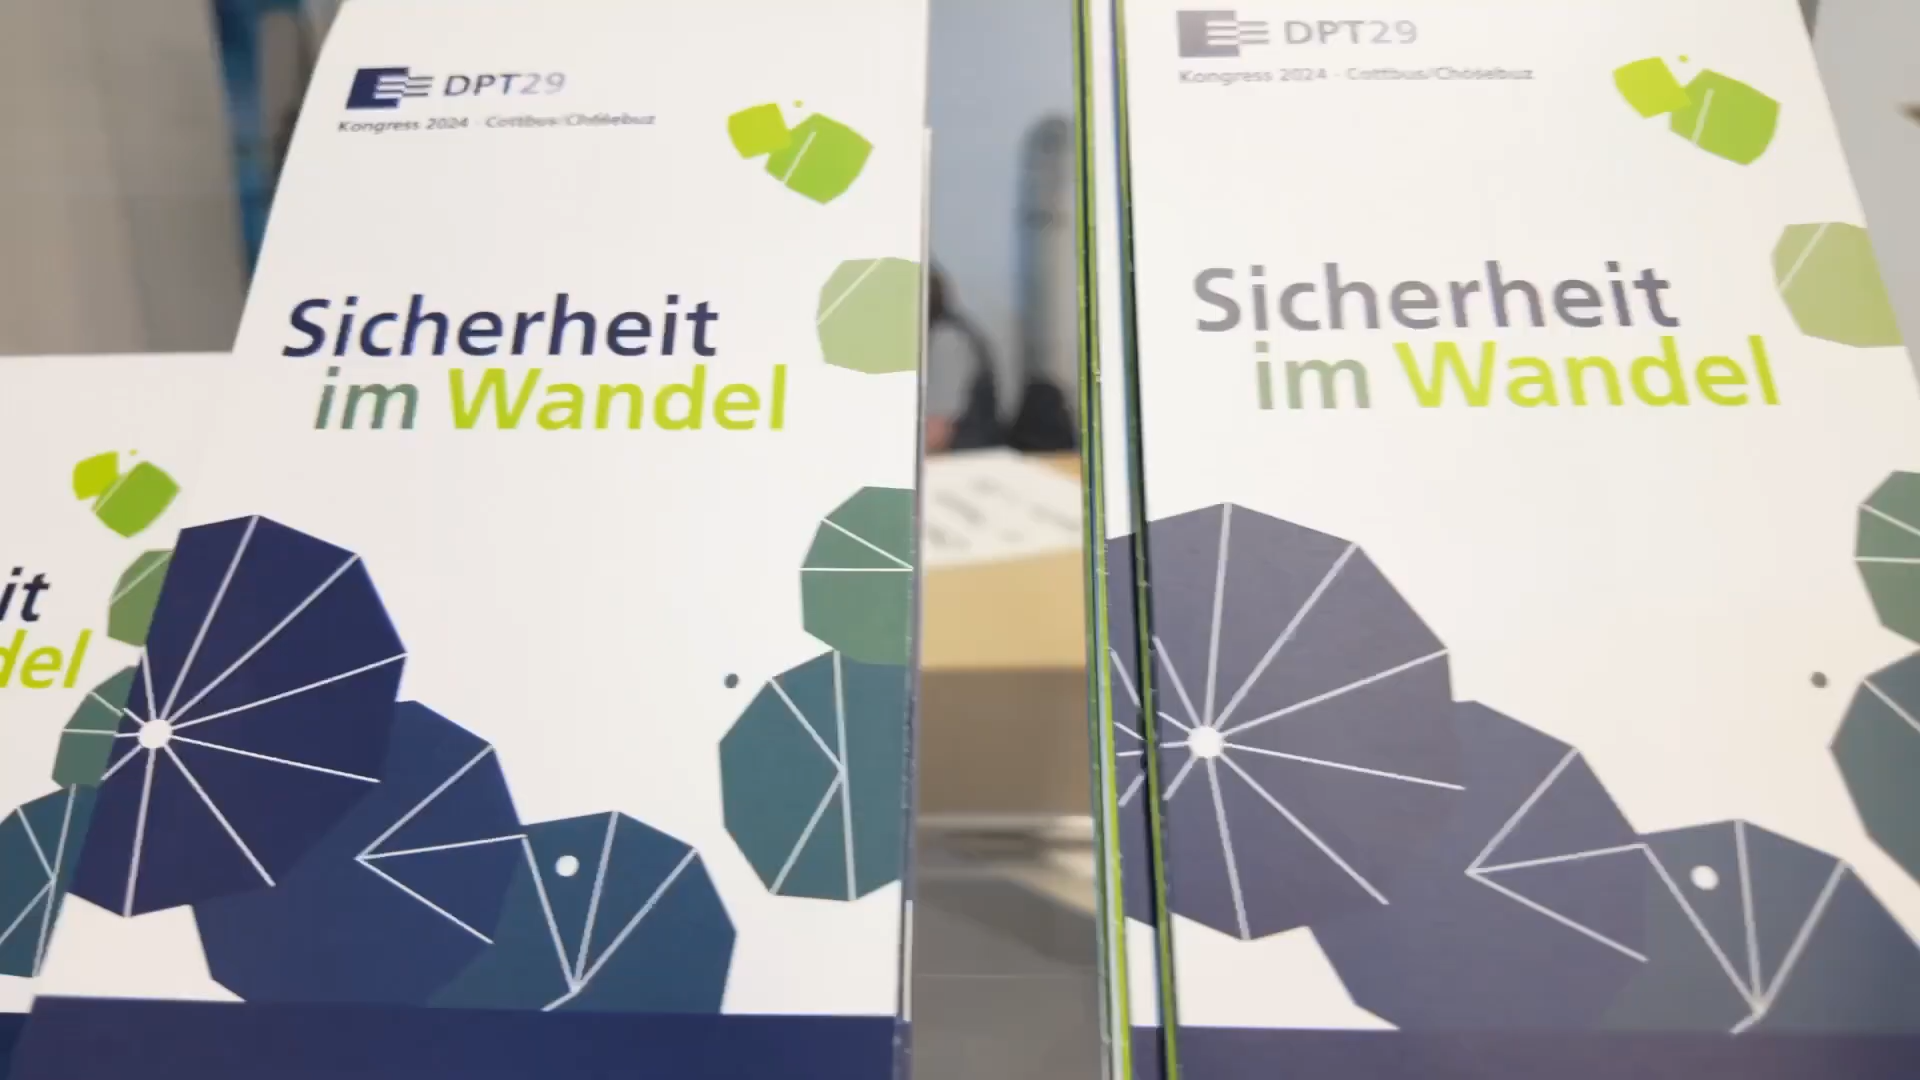 DPT29
Kongress 2024 · Cottbus/Chóśebuz
Sicherheit
im Wandel
it
del
DPT29
Kongress 2024 · Cottbus/Chóśebuz
Sicherheit
im Wandel